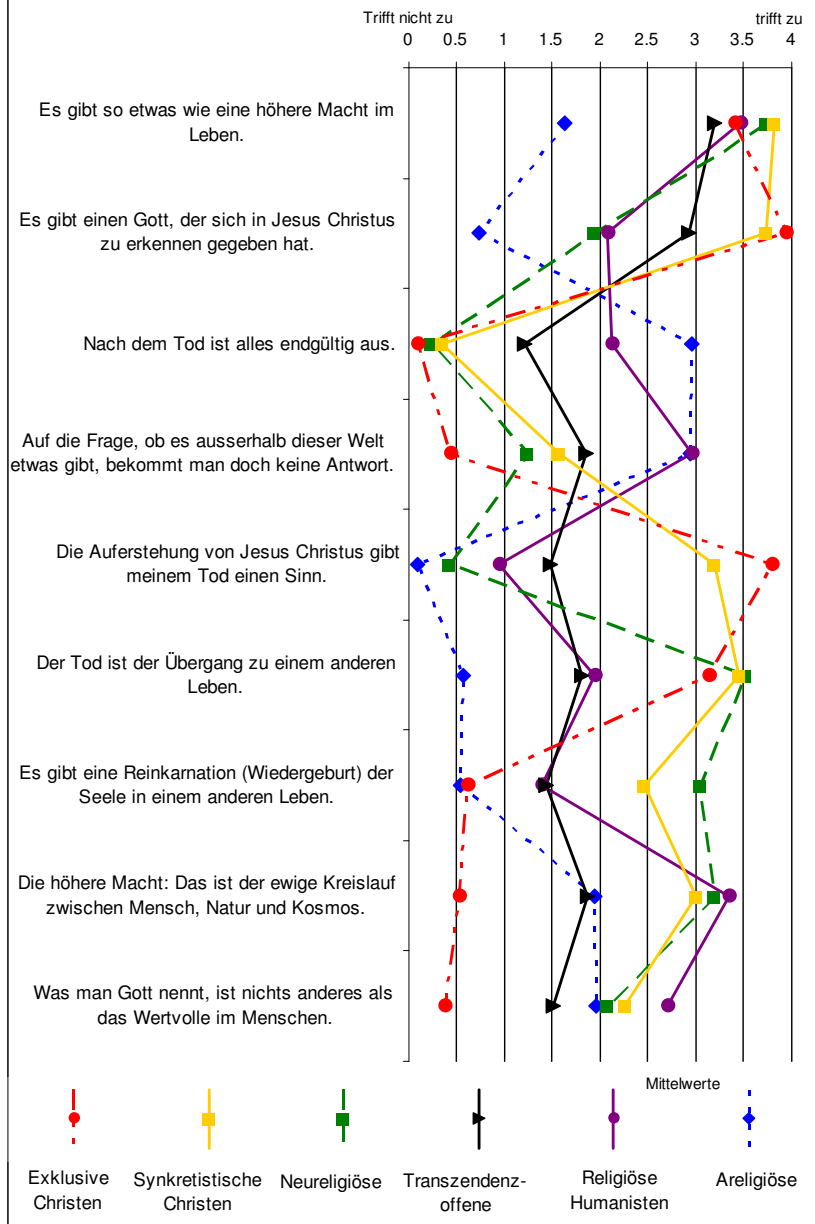 Trifft nicht zu
trifft zu
0 0.5 1 1.5 2 2.5 3 3.5 4
Es gibt so etwas wie eine höhere Macht im
Leben.
Es gibt einen Gott, der sich in Jesus Christus
zu erkennen gegeben hat.
Nach dem Tod ist alles endgültig aus.
Auf die Frage, ob es ausserhalb dieser Welt
etwas gibt, bekommt man doch keine Antwort.
Die Auferstehung von Jesus Christus gibt
meinem Tod einen Sinn.
Der Tod ist der Übergang zu einem anderen
Leben.
Es gibt eine Reinkarnation (Wiedergeburt) der
Seele in einem anderen Leben.
Die höhere Macht: Das ist der ewige Kreislauf
zwischen Mensch, Natur und Kosmos.
Was man Gott nennt, ist nichts anderes als
das Wertvolle im Menschen.
Mittelwerte
Exklusive
Christen
Synkretistische
Christen
Neureligiöse
Transzendenz-
offene
Religiöse
Humanisten
Areligiöse